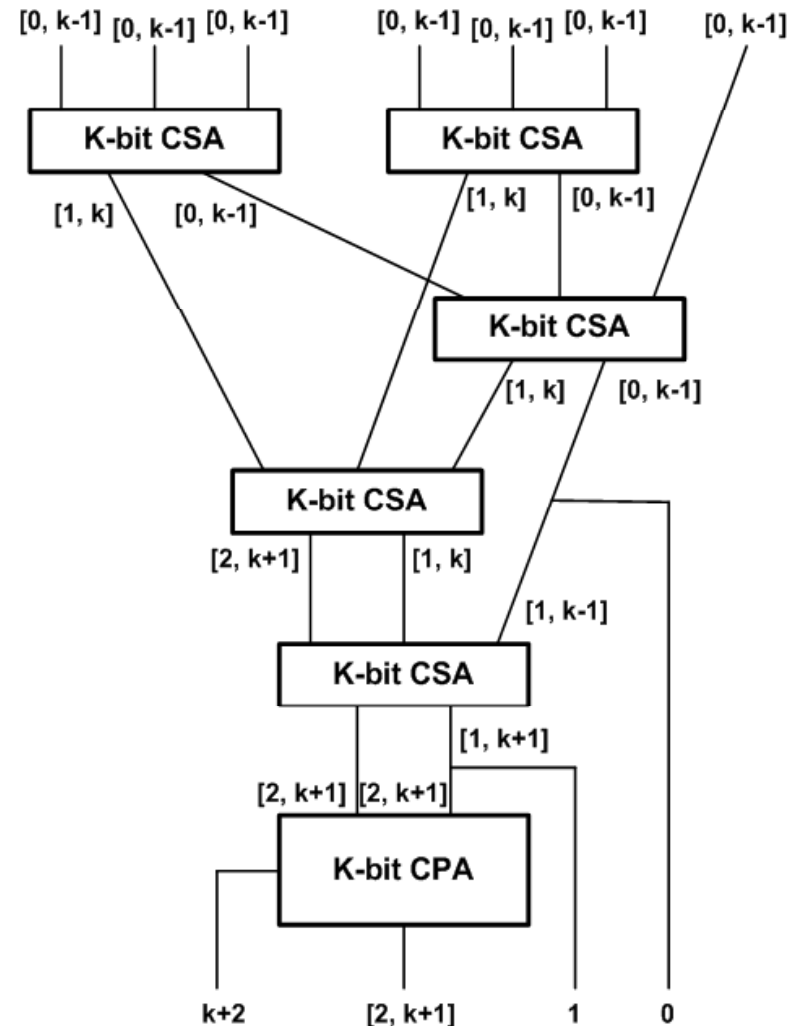 [0, k-1] [0, k-1] [0, k-1] [0, k-1] [0, k-1] [0, k-1] [0, k-1]
K-bit CSA K-bit CSA
[1, k] [0, k-1] [1, k] [0, k-1]
K-bit CSA
[1, k] [0, k-1]
K-bit CSA
[2, k+1] [1, k]
[1, k-1]
K-bit CSA
[1, k+1]
[2, k+1] [2, k+1]
K-bit CPA
k+2 [2, k+1] 1 0